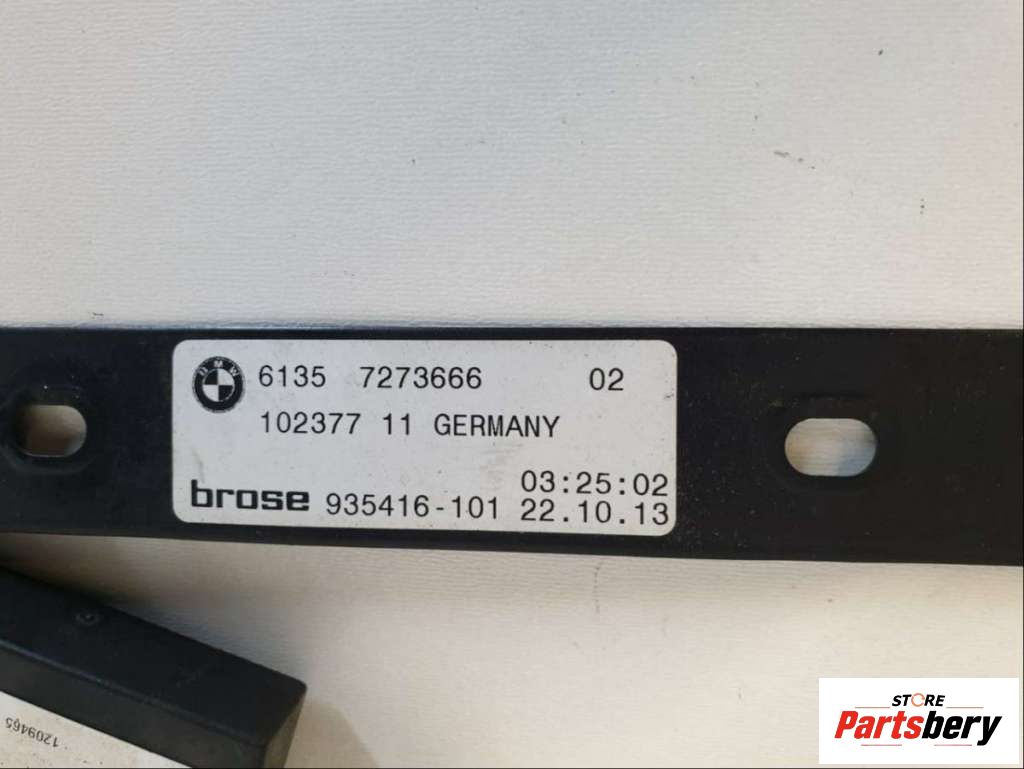 BMW
6135 7273666 02
102377 11 GERMANY
03:25:02
brose 935416-101 22.10.13
1209465
STORE
Partsbery